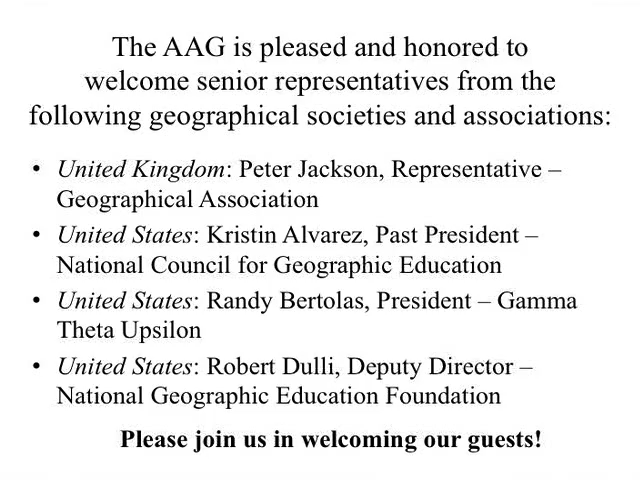 The AAG is pleased and honored to
welcome senior representatives from the
following geographical societies and associations:
• United Kingdom: Peter Jackson, Representative –
Geographical Association
• United States: Kristin Alvarez, Past President –
National Council for Geographic Education
• United States: Randy Bertolas, President – Gamma
Theta Upsilon
• United States: Robert Dulli, Deputy Director –
National Geographic Education Foundation
Please join us in welcoming our guests!